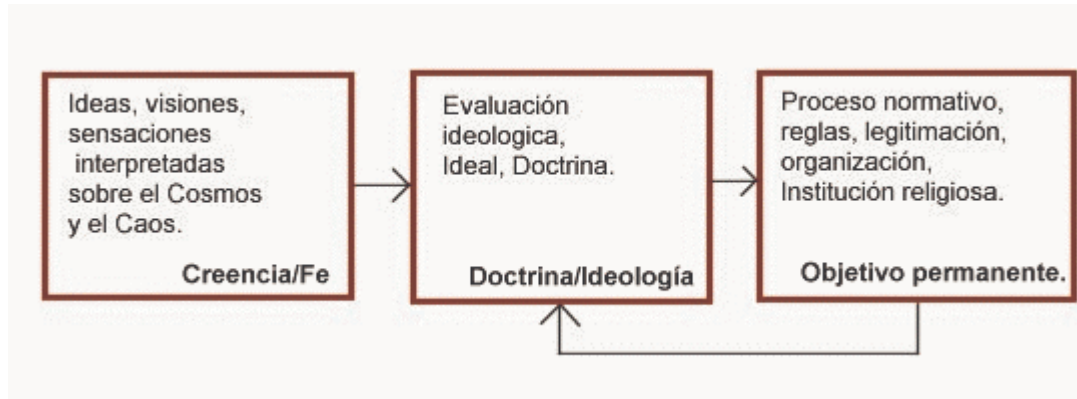 Ideas, visiones,
sensaciones
interpretadas
sobre el Cosmos
y el Caos.
Creencia/Fe
Evaluación
ideologica,
Ideal, Doctrina.
Doctrina/Ideología
Proceso normativo,
reglas, legitimación,
organización,
Institución religiosa.
Objetivo permanente.